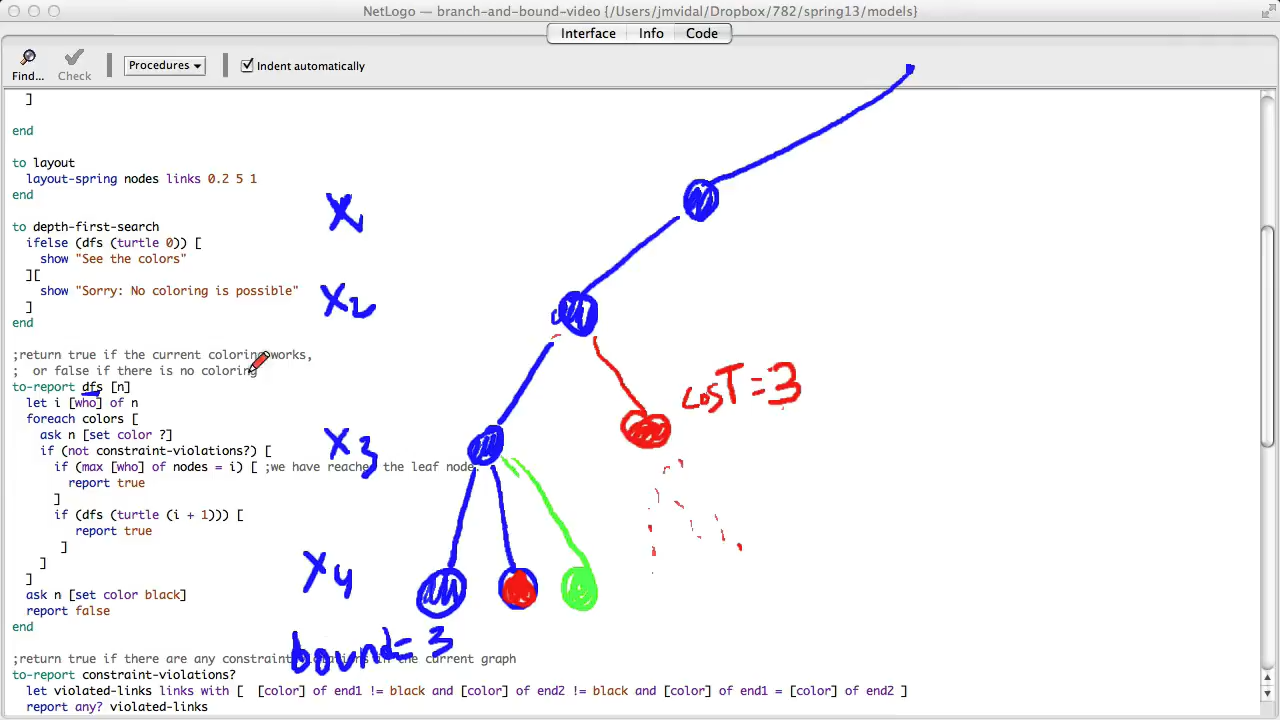 NetLogo — branch-and-bound-video {/Users/jmvidal/Dropbox/782/spring13/models}
Interface Info Code
Find... Check Procedures Indent automatically
]
end
to layout
layout-spring nodes links 0.2 5 1
end
X1
to depth-first-search
ifelse (dfs (turtle 0)) [
show "See the colors"
][
show "Sorry: No coloring is possible"
X2
]
end
;return true if the current coloring works,
; or false if there is no coloring
to-report dfs [n]
cost=3
let i [who] of n
foreach colors [
ask n [set color ?]
X3
if (not constraint-violations?) [
if (max [who] of nodes = i) [ ;we have reached the leaf node.
report true
]
if (dfs (turtle (i + 1))) [
report true
]
]
]
X4
ask n [set color black]
report false
end
bound=3
;return true if there are any constraint violations in the current graph
to-report constraint-violations?
let violated-links links with [ [color] of end1 != black and [color] of end2 != black and [color] of end1 = [color] of end2 ]
report any? violated-links